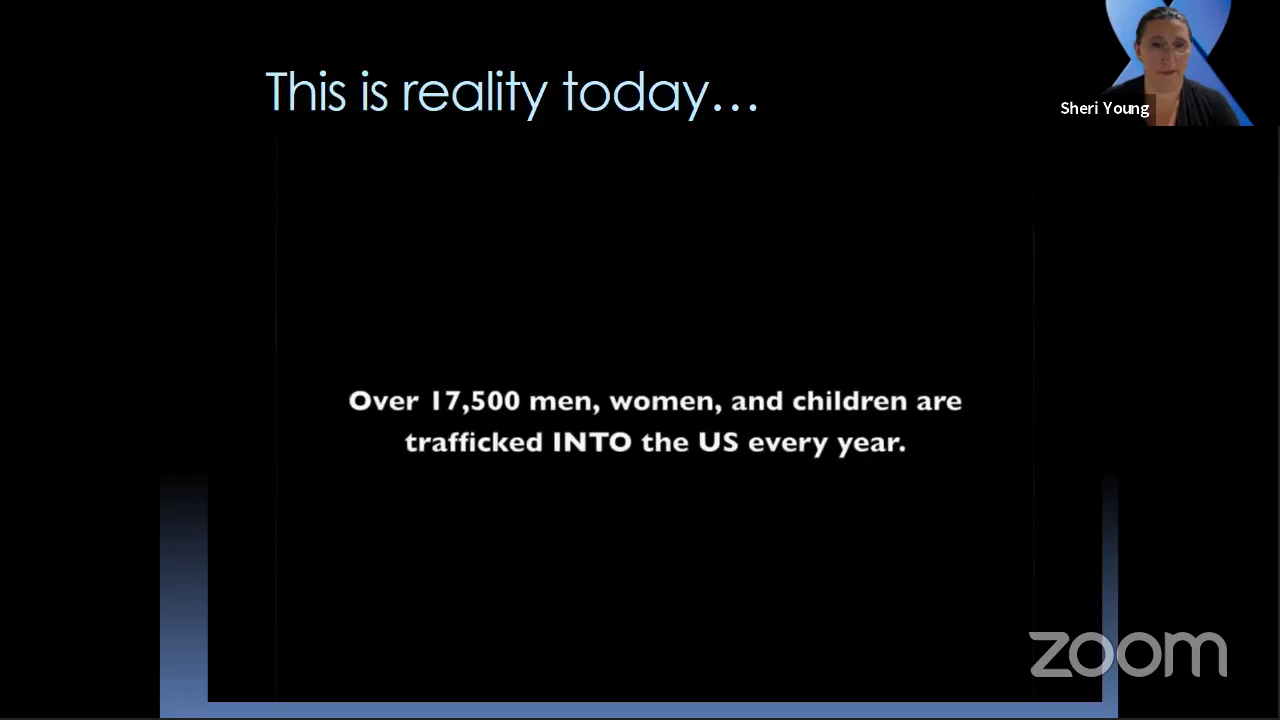 This is reality today...
Sheri Young
Over 17,500 men, women, and children are
trafficked INTO the US every year.
zoom